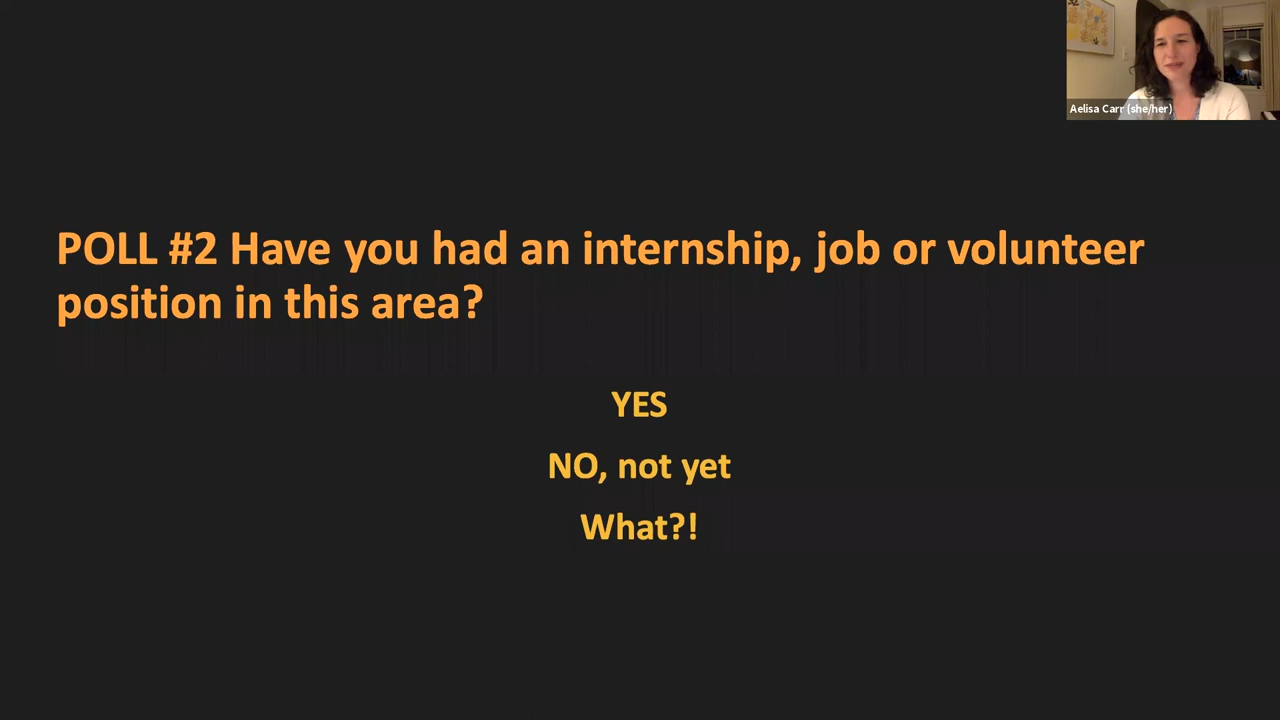 Aelisa Carr (she/her)
POLL #2 Have you had an internship, job or volunteer
position in this area?
YES
NO, not yet
What?!